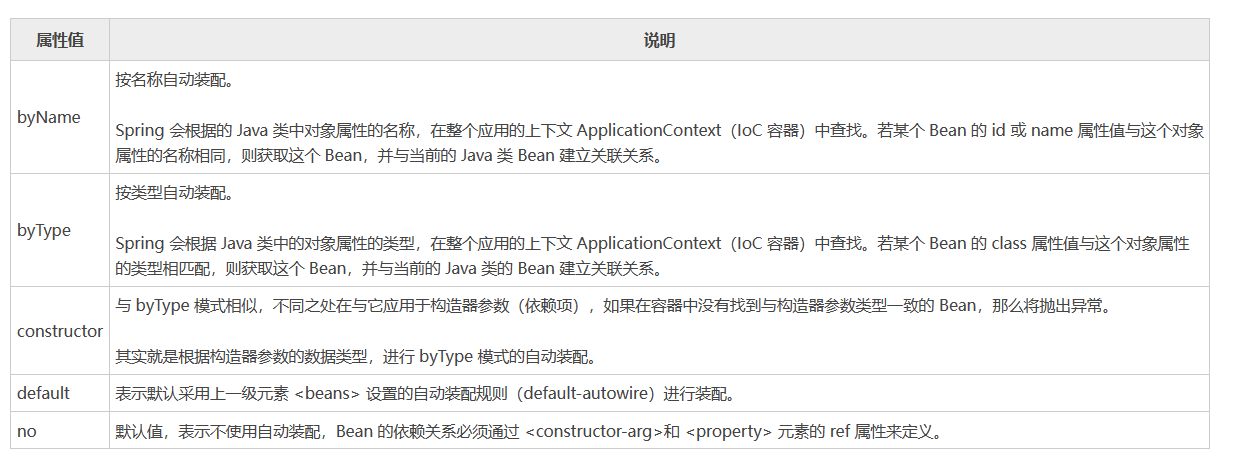 属性值 说明
按名称自动装配。
byName
Spring 会根据的 Java 类中对象属性的名称，在整个应用的上下文 ApplicationContext（IoC 容器）中查找。若某个 Bean 的 id 或 name 属性值与这个对象
属性的名称相同，则获取这个 Bean，并与当前的 Java 类 Bean 建立关联关系。
按类型自动装配。
byType
Spring 会根据 Java 类中的对象属性的类型，在整个应用的上下文 ApplicationContext（IoC 容器）中查找。若某个 Bean 的 class 属性值与这个对象属性
的类型相匹配，则获取这个 Bean，并与当前的 Java 类的 Bean 建立关联关系。
与 byType 模式相似，不同之处在与它应用于构造器参数（依赖项），如果在容器中没有找到与构造器参数类型一致的 Bean，那么将抛出异常。
constructor
其实就是根据构造器参数的数据类型，进行 byType 模式的自动装配。
default 表示默认采用上一级元素 <beans> 设置的自动装配规则（default-autowire）进行装配。
no 默认值，表示不使用自动装配，Bean 的依赖关系必须通过 <constructor-arg>和 <property> 元素的 ref 属性来定义。